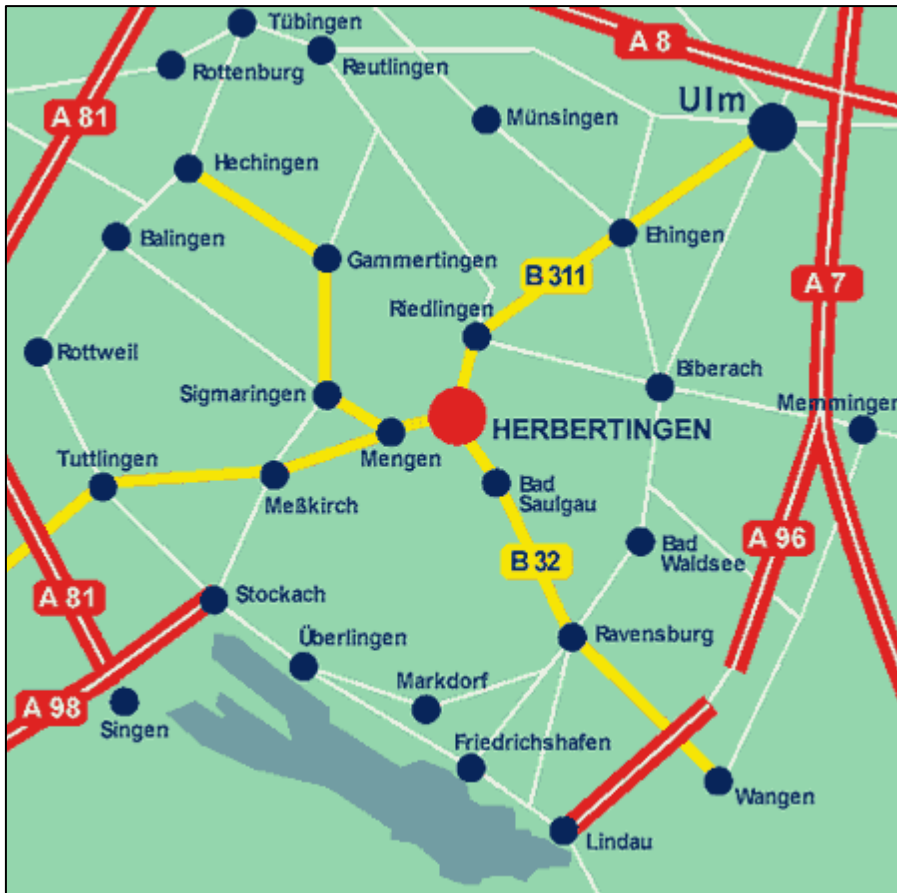 Tübingen
A 8
Rottenburg
Reutlingen
Ulm
A 81
Münsingen
Hechingen
Balingen
Ehingen
Gammertingen
B 311
A 7
Riedlingen
Rottweil
Biberach
Sigmaringen
Memmingen
HERBERTINGEN
Mengen
Tuttlingen
Meßkirch
Bad
Saulgau
A 96
Bad
Waldsee
B 32
A 81
Stockach
Überlingen
Ravensburg
Markdorf
A 98
Singen
Friedrichshafen
Wangen
Lindau